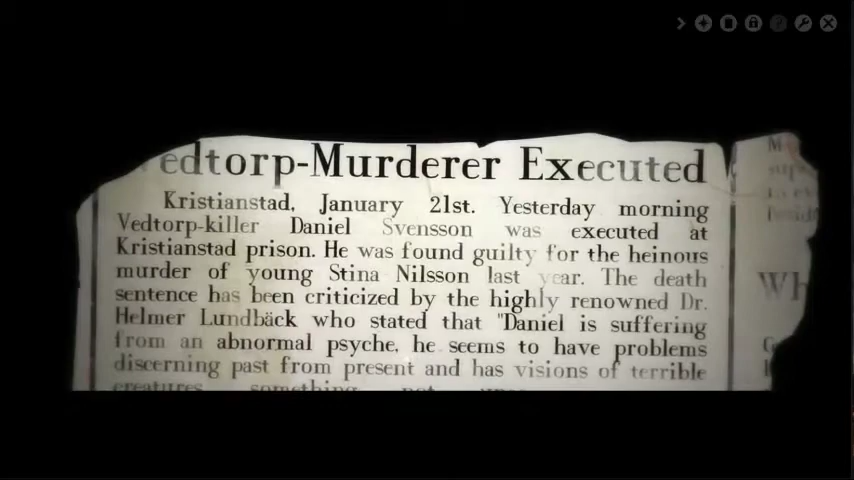 edtorp-Murderer Executed
Kristianstad, January 21st. Yesterday morning
Vedtorp-killer Daniel Svensson was executed at
Kristianstad prison. He was found guilty for the heinous
murder of young Stina Nilsson last year. The death
sentence has been criticized by the highly renowned Dr.
Helmer Lundbäck who stated that "Daniel is suffering
from an abnormal psyche, he seems to have problems
discerning past from present and has visions of terrible
creatures, something not
Wh